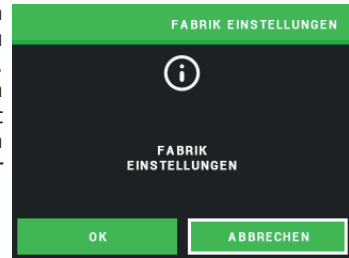 FABRIK EINSTELLUNGEN
FABRIK
EINSTELLUNGEN
OK
ABBRECHEN